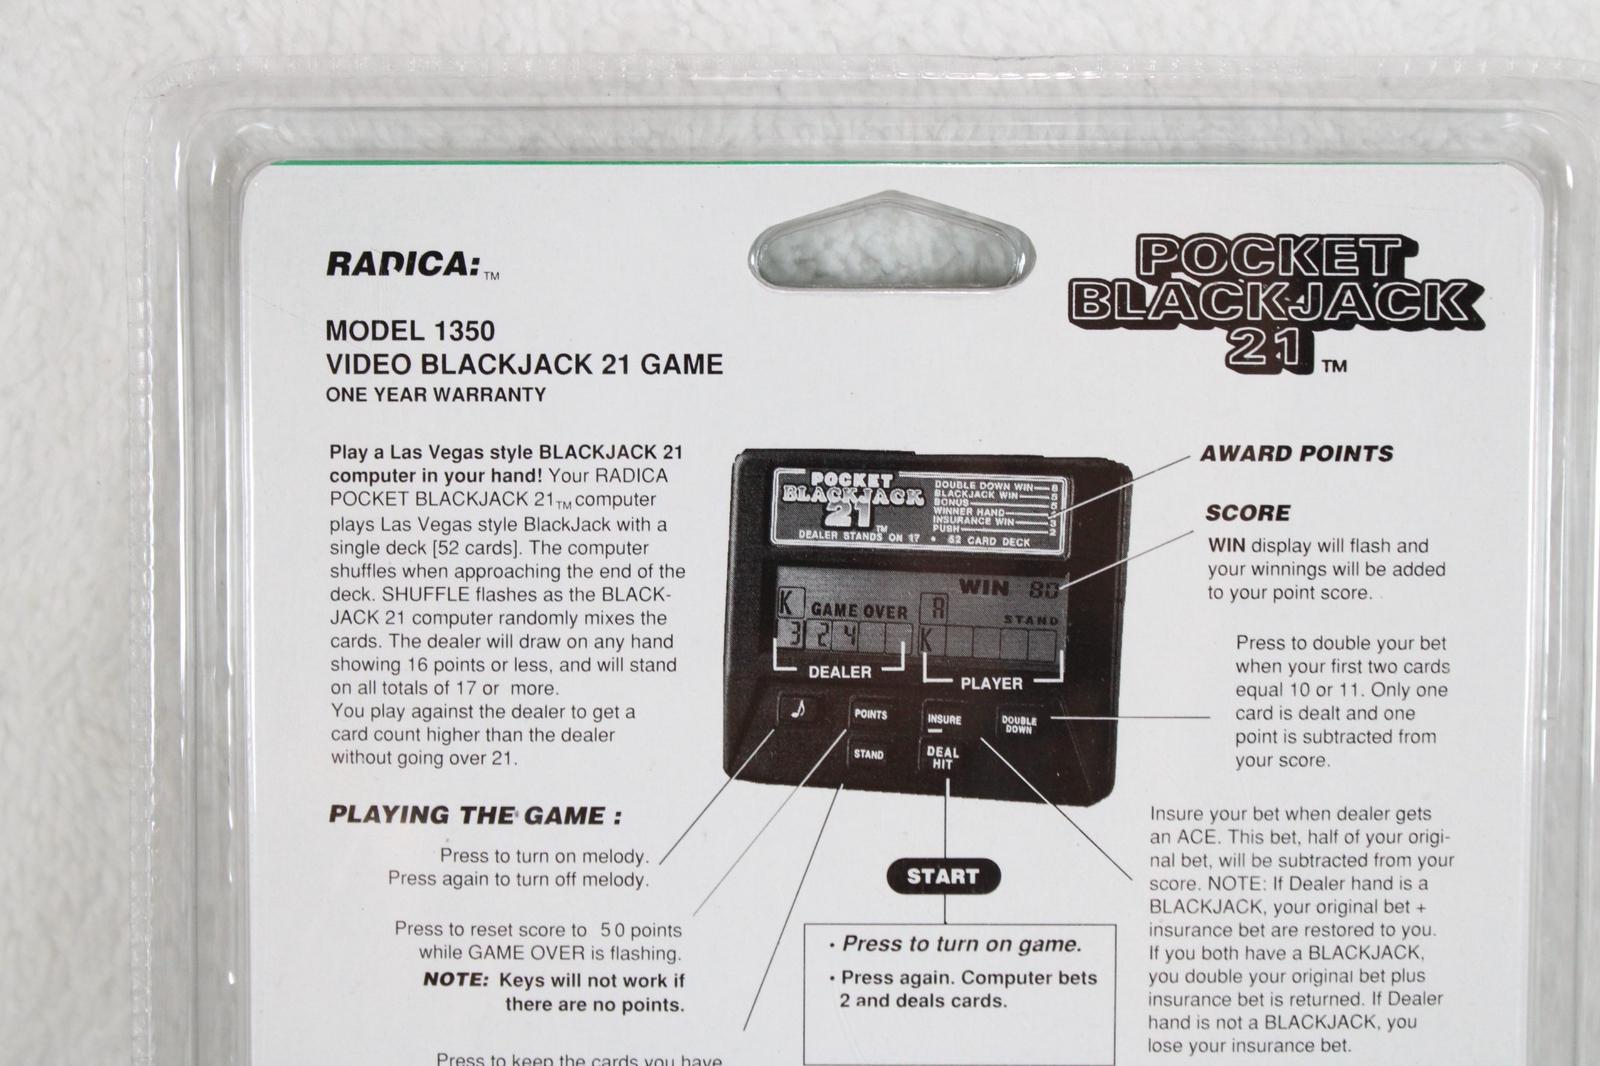 RADICA:™
MODEL 1350
VIDEO BLACKJACK 21 GAME
ONE YEAR WARRANTY
POCKET
BLACKJACK
21 ™
Play a Las Vegas style BLACKJACK 21
computer in your hand! Your RADICA
POCKET BLACKJACK 21™ computer
plays Las Vegas style BlackJack with a
single deck [52 cards]. The computer
shuffles when approaching the end of the
deck. SHUFFLE flashes as the BLACK-
JACK 21 computer randomly mixes the
cards. The dealer will draw on any hand
showing 16 points or less, and will stand
on all totals of 17 or more.
You play against the dealer to get a
card count higher than the dealer
without going over 21.
POCKET
BLACKJACK
21™
DEALER STANDS ON 17 • 52 CARD DECK
DOUBLE DOWN WIN
BLACKJACK WIN
BONUS
WINNER HAND
INSURANCE WIN
PUSH
WIN 80
K GAME OVER A
STAND
3 2 4 K
DEALER
PLAYER
POINTS
INSURE
DOUBLE
DOWN
STAND
DEAL
HIT
AWARD POINTS
SCORE
WIN display will flash and
your winnings will be added
to your point score.
Press to double your bet
when your first two cards
equal 10 or 11. Only one
card is dealt and one
point is subtracted from
your score.
PLAYING THE GAME :
Press to turn on melody.
Press again to turn off melody.
Press to reset score to 50 points
while GAME OVER is flashing.
NOTE: Keys will not work if
there are no points.
Press to keep the cards you have
START
• Press to turn on game.
• Press again. Computer bets
2 and deals cards.
Insure your bet when dealer gets
an ACE. This bet, half of your origi-
nal bet, will be subtracted from your
score. NOTE: If Dealer hand is a
BLACKJACK, your original bet +
insurance bet are restored to you.
If you both have a BLACKJACK,
you double your original bet plus
insurance bet is returned. If Dealer
hand is not a BLACKJACK, you
lose your insurance bet.